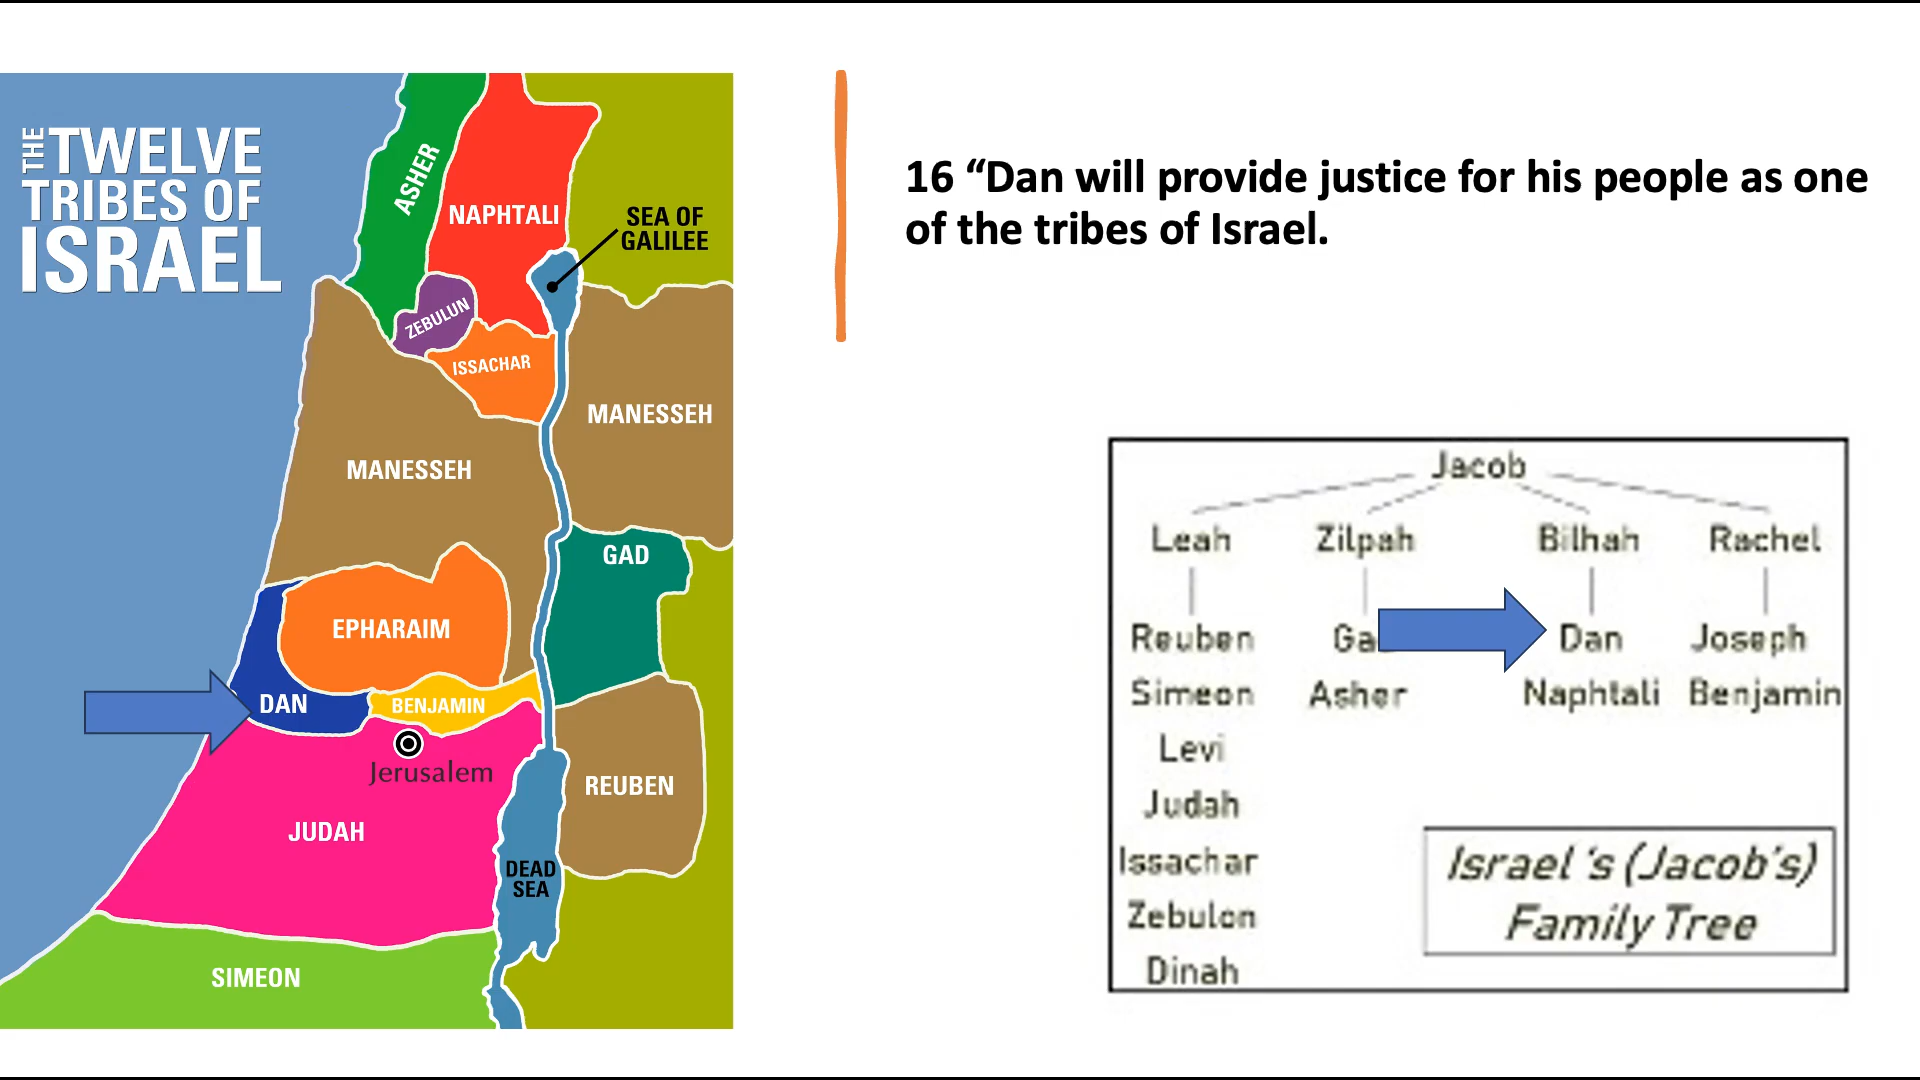 THE TWELVE
TRIBES OF
ISRAEL
ASHER
NAPHTALI
SEA OF
GALILEE
ZEBULUN
ISSACHAR
MANESSEH
MANESSEH
GAD
EPHARAIM
DAN
BENJAMIN
Jerusalem
REUBEN
JUDAH
DEAD
SEA
SIMEON
16 “Dan will provide justice for his people as one
of the tribes of Israel.
Jacob
Leah Zilpah Bilhah Rachel
Reuben Ga Dan Joseph
Simeon Asher Naphtali Benjamin
Levi
Judah
Issachar
Zebulon
Dinah
Israel 's (Jacob's)
Family Tree